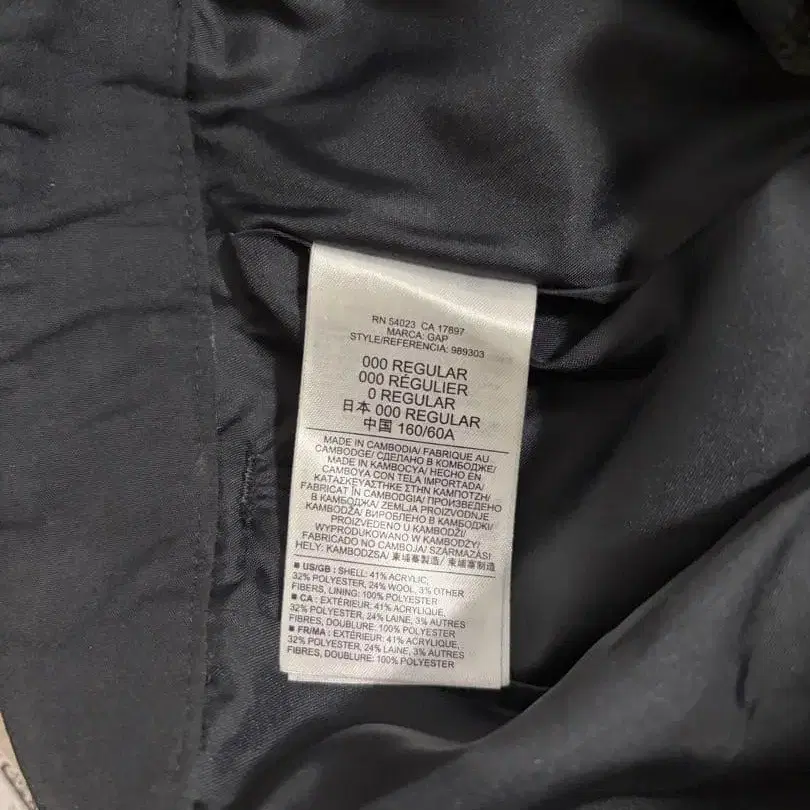 RN 54023 CA 17897
MARCA: GAP
STYLE/REFERENCIA: 989303
000 REGULAR
000 RÉGULIER
0 REGULAR
日本 000 REGULAR
中国 160/60A
MADE IN CAMBODIA/ FABRIQUE AU
CAMBODGE/ СДЕЛАНО В КОМБОДЖЕ/
MADE IN KAMBOCYA/ HECHO EN
CAMBOYA CON TELA IMPORTADA/
ΚΑΤΑΣΚΕΥΑΣΤΗΚΕ ΣΤΗΝ ΚΑΜΠΟΤΖΗ/
FABRICAT ÎN CAMBODGIA/ ПРОИЗВЕДЕНО
В КАМБОДЖА/ ZEMLJA PROIZVODNJE
KAMBODŽA/ ВИРОБЛЕНО В КАМБОДЖІ/
PROIZVEDENO U KAMBODŽI/
WYPRODUKOWANO W KAMBODŻY/
FABRICADO NO CAMBOJA/ SZÁRMAZÁSI
HELY: KAMBODZSA/ 柬埔寨製造/ 柬埔寨制造
■ US/GB : SHELL: 41% ACRYLIC,
32% POLYESTER, 24% WOOL, 3% OTHER
FIBERS, LINING: 100% POLYESTER
■ CA : EXTÉRIEUR: 41% ACRYLIQUE,
32% POLYESTER, 24% LAINE, 3% AUTRES
FIBRES, DOUBLURE: 100% POLYESTER
■ FR/MA : EXTÉRIEUR: 41% ACRYLIQUE,
32% POLYESTER, 24% LAINE, 3% AUTRES
FIBRES, DOUBLURE: 100% POLYESTER